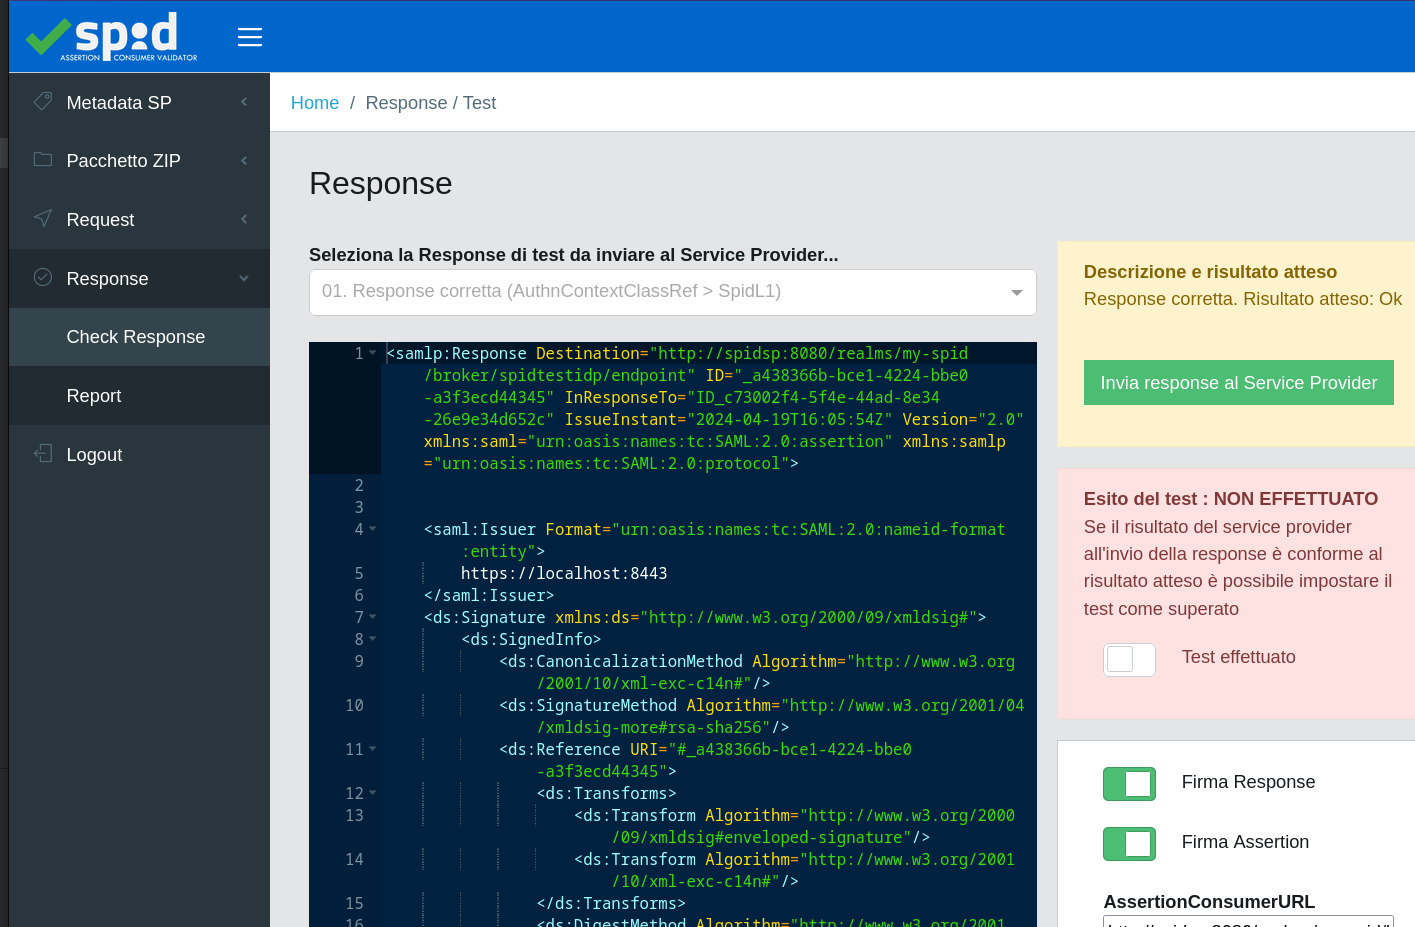 spid
ASSERTION CONSUMER VALIDATOR
Metadata SP
Pacchetto ZIP
Request
Response
Check Response
Report
Logout
Home / Response / Test
Response
Seleziona la Response di test da inviare al Service Provider...
01. Response corretta (AuthnContextClassRef > SpidL1)
1 <samlp:Response Destination="http://spidsp:8080/realms/my-spid
/broker/spidtestidp/endpoint" ID="_a438366b-bce1-4224-bbe0
-a3f3ecd44345" InResponseTo="ID_c73002f4-5f4e-44ad-8e34
-26e9e34d652c" IssueInstant="2024-04-19T16:05:54Z" Version="2.0"
xmlns:saml="urn:oasis:names:tc:SAML:2.0:assertion" xmlns:samlp
="urn:oasis:names:tc:SAML:2.0:protocol">
2
3
4 <saml:Issuer Format="urn:oasis:names:tc:SAML:2.0:nameid-format
:entity">
5 https://localhost:8443
6 </saml:Issuer>
7 <ds:Signature xmlns:ds="http://www.w3.org/2000/09/xmldsig#">
8 <ds:SignedInfo>
9 <ds:CanonicalizationMethod Algorithm="http://www.w3.org
/2001/10/xml-exc-c14n#"/>
10 <ds:SignatureMethod Algorithm="http://www.w3.org/2001/04
/xmldsig-more#rsa-sha256"/>
11 <ds:Reference URI="#_a438366b-bce1-4224-bbe0
-a3f3ecd44345">
12 <ds:Transforms>
13 <ds:Transform Algorithm="http://www.w3.org/2000
/09/xmldsig#enveloped-signature"/>
14 <ds:Transform Algorithm="http://www.w3.org/2001
/10/xml-exc-c14n#"/>
15 </ds:Transforms>
16 <ds:DigestMethod Algorithm="http://www.w3.org/2001
Descrizione e risultato atteso
Response corretta. Risultato atteso: Ok
Invia response al Service Provider
Esito del test : NON EFFETTUATO
Se il risultato del service provider
all'invio della response è conforme al
risultato atteso è possibile impostare il
test come superato
Test effettuato
Firma Response
Firma Assertion
AssertionConsumerURL